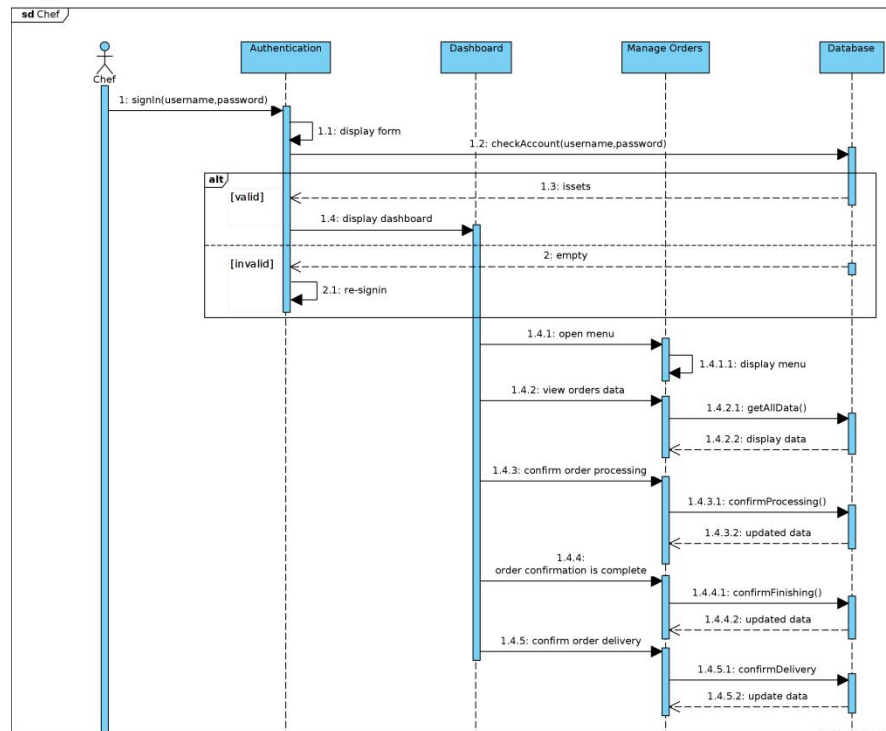 sd Chef
Authentication
Dashboard
Manage Orders
Database
Chef
1: signIn(username,password)
1.1: display form
1.2: checkAccount(username,password)
alt
1.3: issets
[valid]
1.4: display dashboard
2: empty
[invalid]
2.1: re-signin
1.4.1: open menu
1.4.1.1: display menu
1.4.2: view orders data
1.4.2.1: getAllData()
1.4.2.2: display data
1.4.3: confirm order processing
1.4.3.1: confirmProcessing()
1.4.3.2: updated data
1.4.4:
order confirmation is complete
1.4.4.1: confirmFinishing()
1.4.4.2: updated data
1.4.5: confirm order delivery
1.4.5.1: confirmDelivery
1.4.5.2: update data